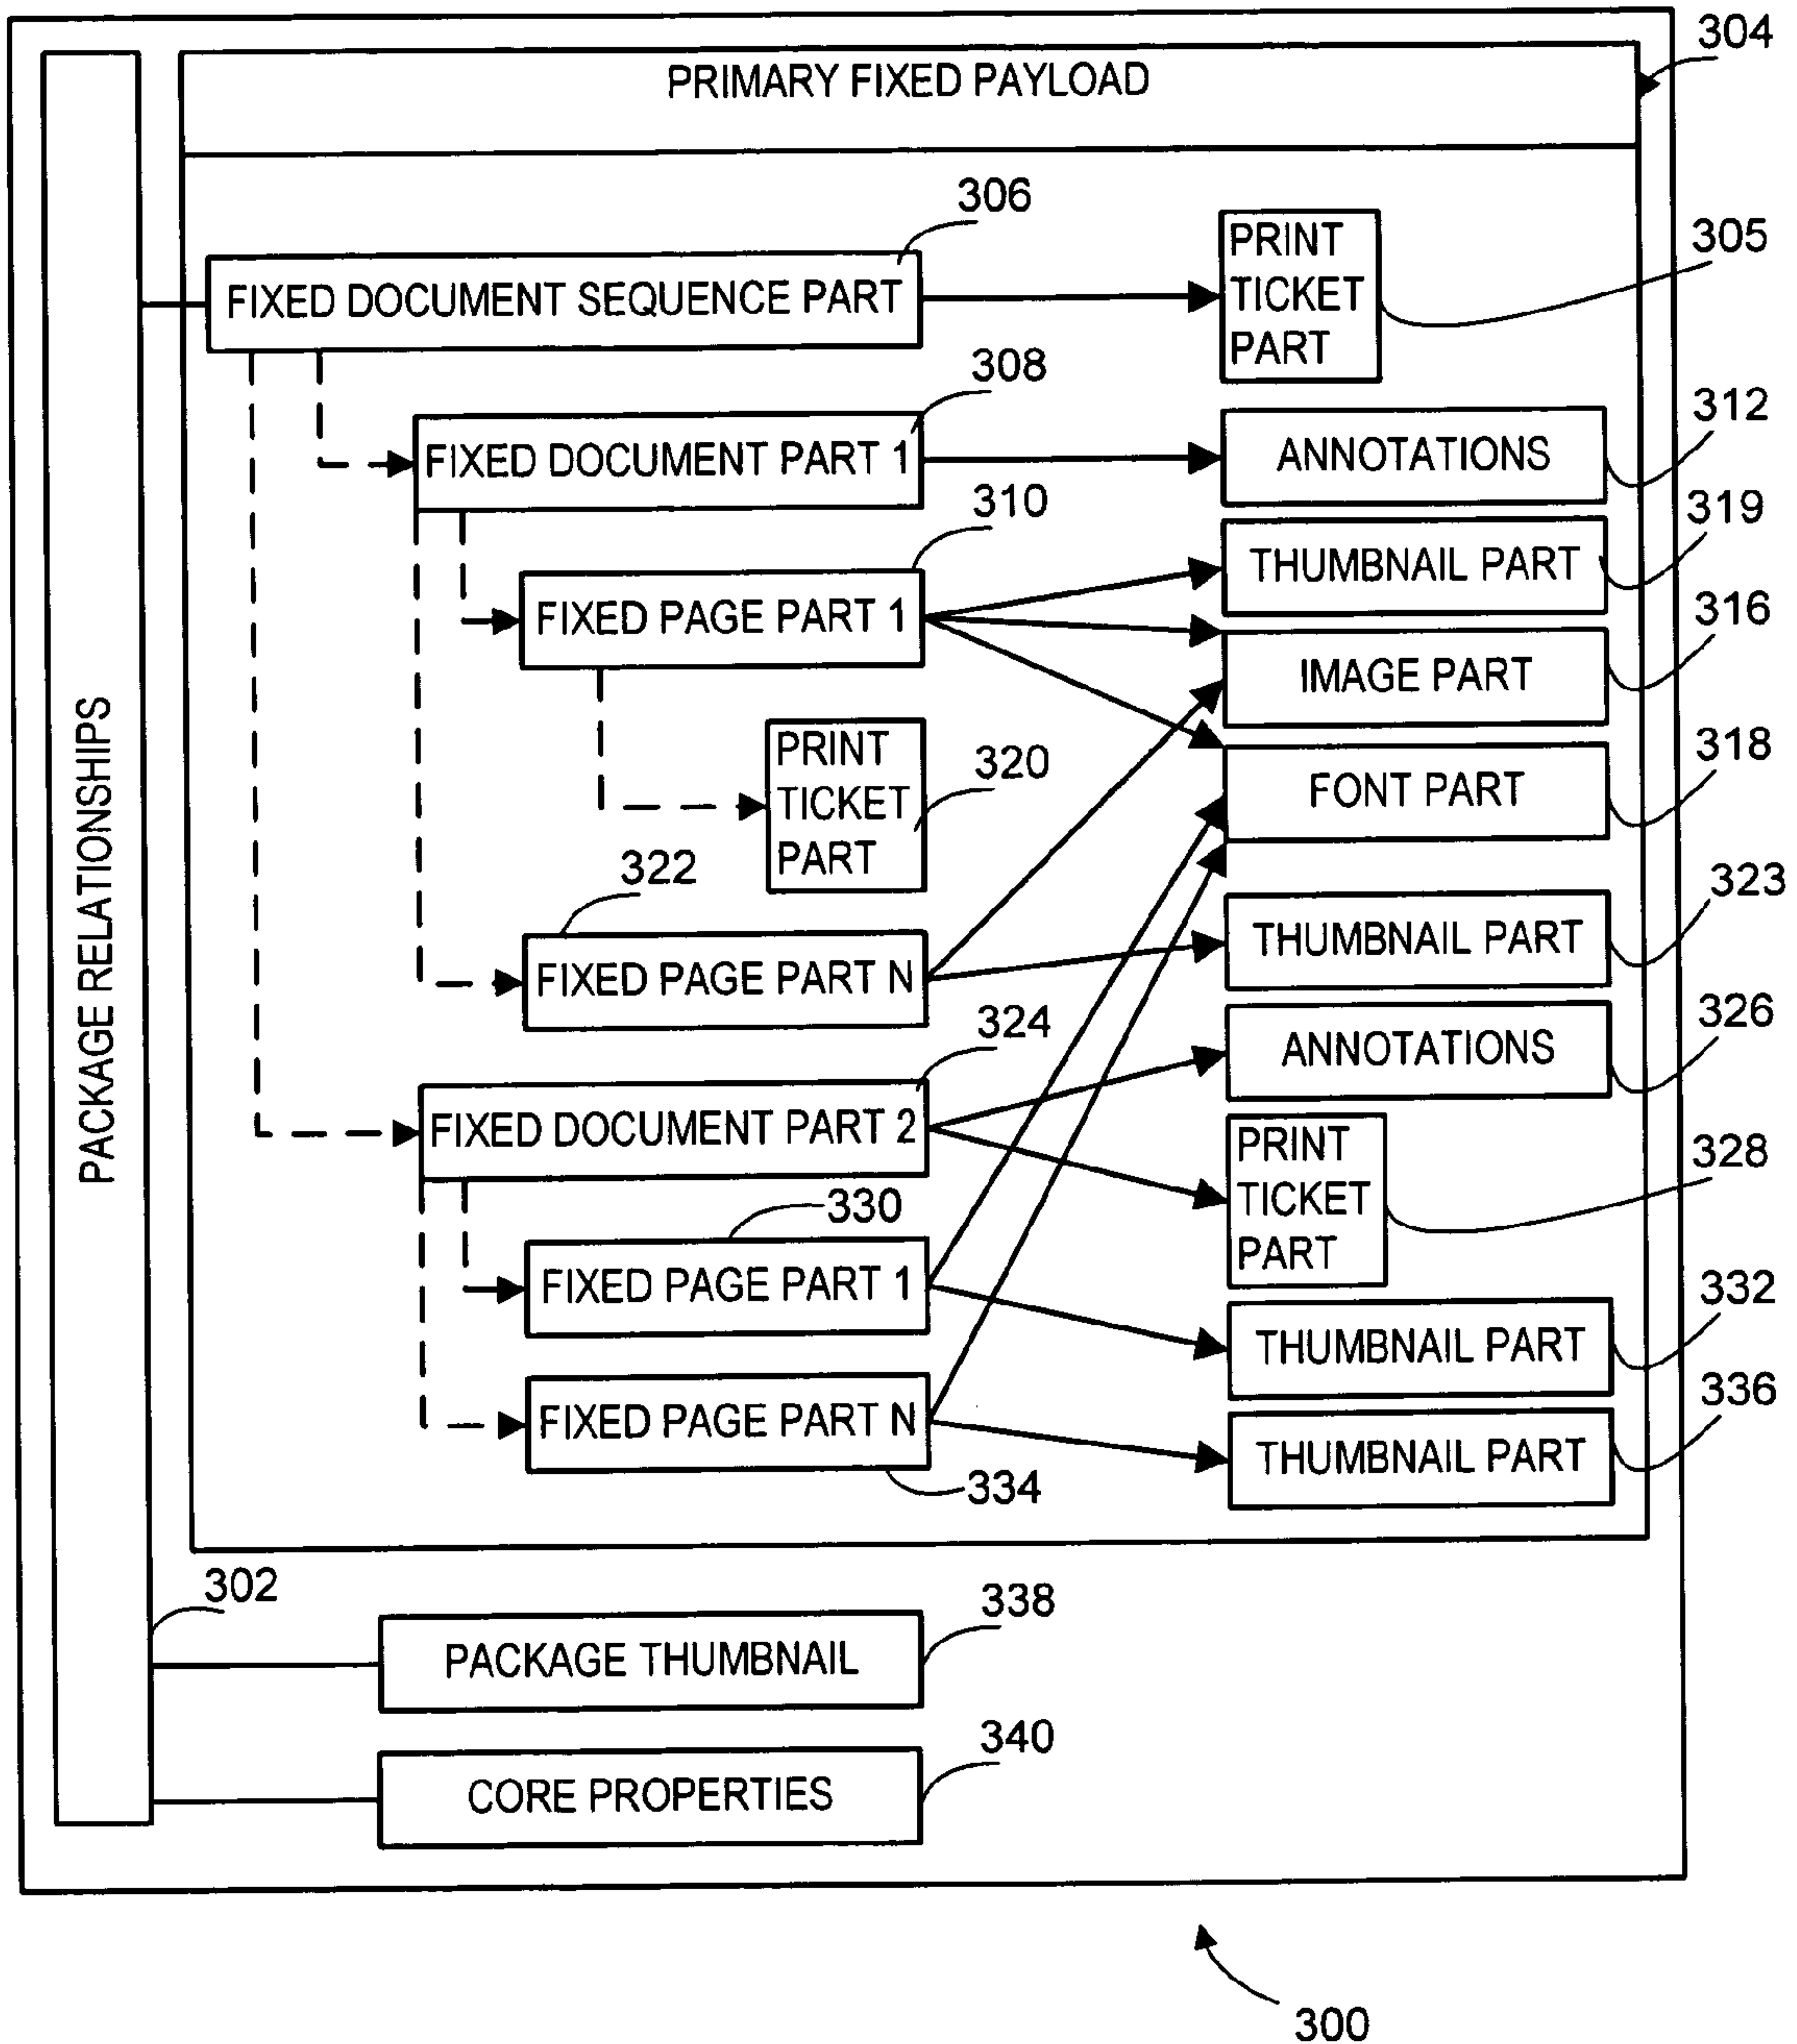 304
PRIMARY FIXED PAYLOAD
306
PRINT
TICKET
PART
305
FIXED DOCUMENT SEQUENCE PART
308
312
FIXED DOCUMENT PART 1
ANNOTATIONS
310
319
THUMBNAIL PART
FIXED PAGE PART 1
316
IMAGE PART
PRINT
TICKET
PART
320
318
FONT PART
322
323
THUMBNAIL PART
FIXED PAGE PART N
324
326
ANNOTATIONS
FIXED DOCUMENT PART 2
PRINT
TICKET
PART
328
330
FIXED PAGE PART 1
332
THUMBNAIL PART
FIXED PAGE PART N
336
THUMBNAIL PART
334
PACKAGE RELATIONSHIPS
302
338
PACKAGE THUMBNAIL
340
CORE PROPERTIES
300